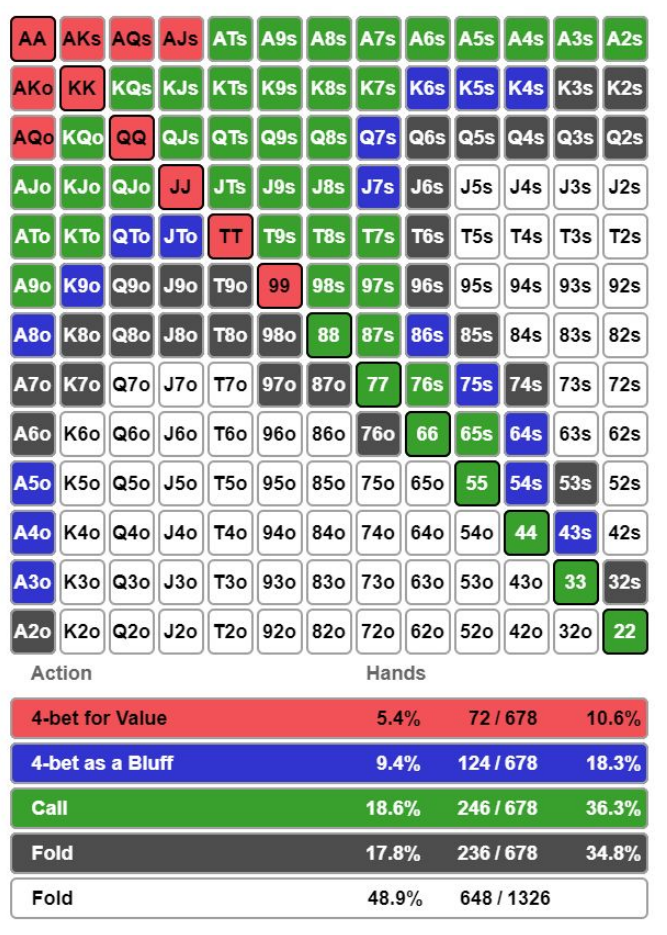 AA AKs AQs AJs ATs A9s A8s A7s A6s A5s A4s A3s A2s
AKo KK KQs KJs KTs K9s K8s K7s K6s K5s K4s K3s K2s
AQo KQo QQ QJs QTs Q9s Q8s Q7s Q6s Q5s Q4s Q3s Q2s
AJo KJo QJo JJ JTs J9s J8s J7s J6s J5s J4s J3s J2s
ATo KTo QTo JTo TT T9s T8s T7s T6s T5s T4s T3s T2s
A9o K9o Q9o J9o T9o 99 98s 97s 96s 95s 94s 93s 92s
A8o K8o Q8o J8o T8o 98o 88 87s 86s 85s 84s 83s 82s
A7o K7o Q7o J7o T7o 97o 87o 77 76s 75s 74s 73s 72s
A6o K6o Q6o J6o T6o 96o 86o 76o 66 65s 64s 63s 62s
A5o K5o Q5o J5o T5o 95o 85o 75o 65o 55 54s 53s 52s
A4o K4o Q4o J4o T4o 94o 84o 74o 64o 54o 44 43s 42s
A3o K3o Q3o J3o T3o 93o 83o 73o 63o 53o 43o 33 32s
A2o K2o Q2o J2o T2o 92o 82o 72o 62o 52o 42o 32o 22
Action Hands
4-bet for Value 5.4% 72 / 678 10.6%
4-bet as a Bluff 9.4% 124 / 678 18.3%
Call 18.6% 246 / 678 36.3%
Fold 17.8% 236 / 678 34.8%
Fold 48.9% 648 / 1326